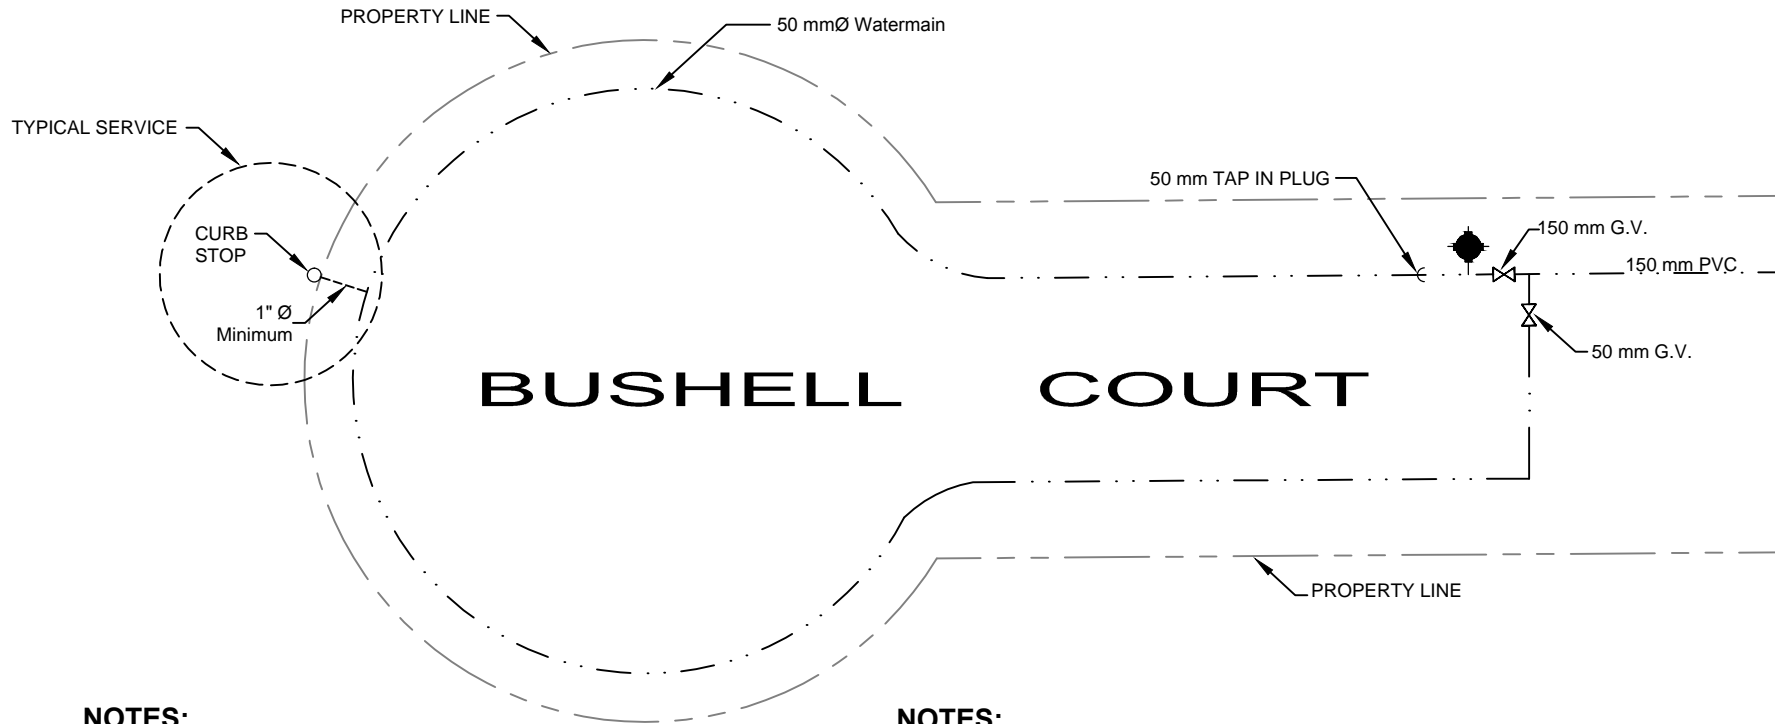 PROPERTY LINE
50 mmØ Watermain
TYPICAL SERVICE
50 mm TAP IN PLUG
CURB
STOP
150 mm G.V.
150 mm PVC
1" Ø
Minimum
50 mm G.V.
BUSHELL COURT
PROPERTY LINE
NOTES:
NOTES: